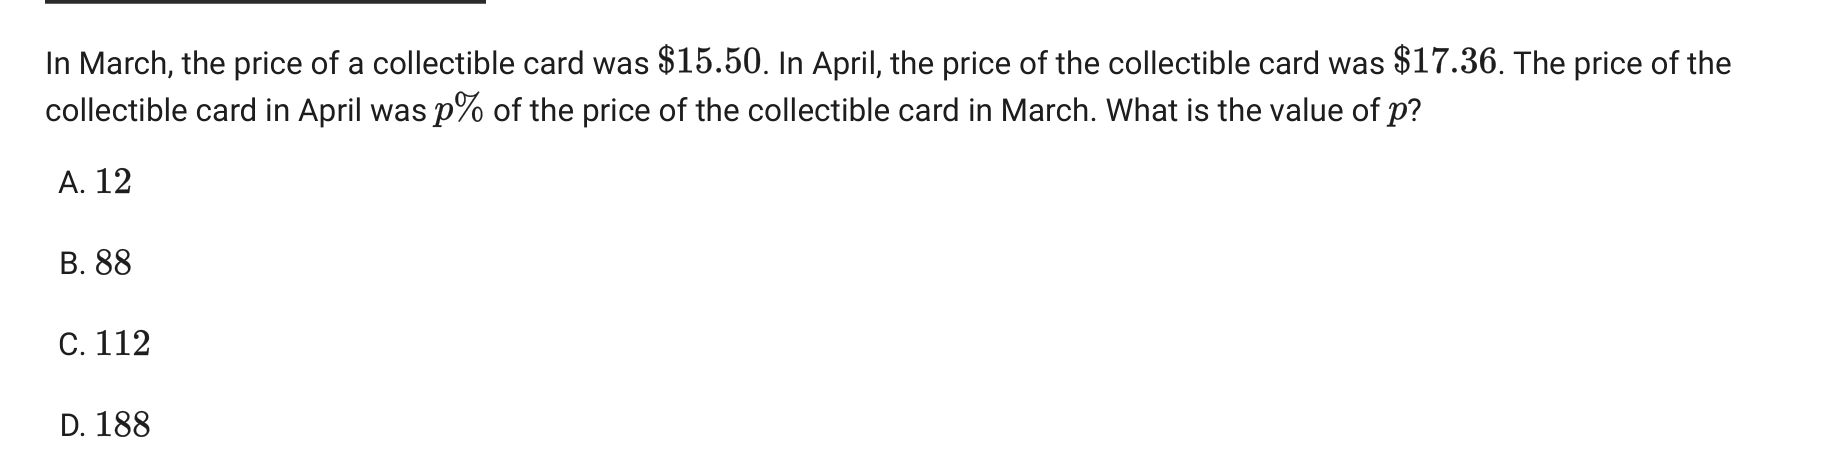 In March, the price of a collectible card was $15.50. In April, the price of the collectible card was $17.36. The price of the
collectible card in April was p% of the price of the collectible card in March. What is the value of p?
A. 12
B. 88
C. 112
D. 188